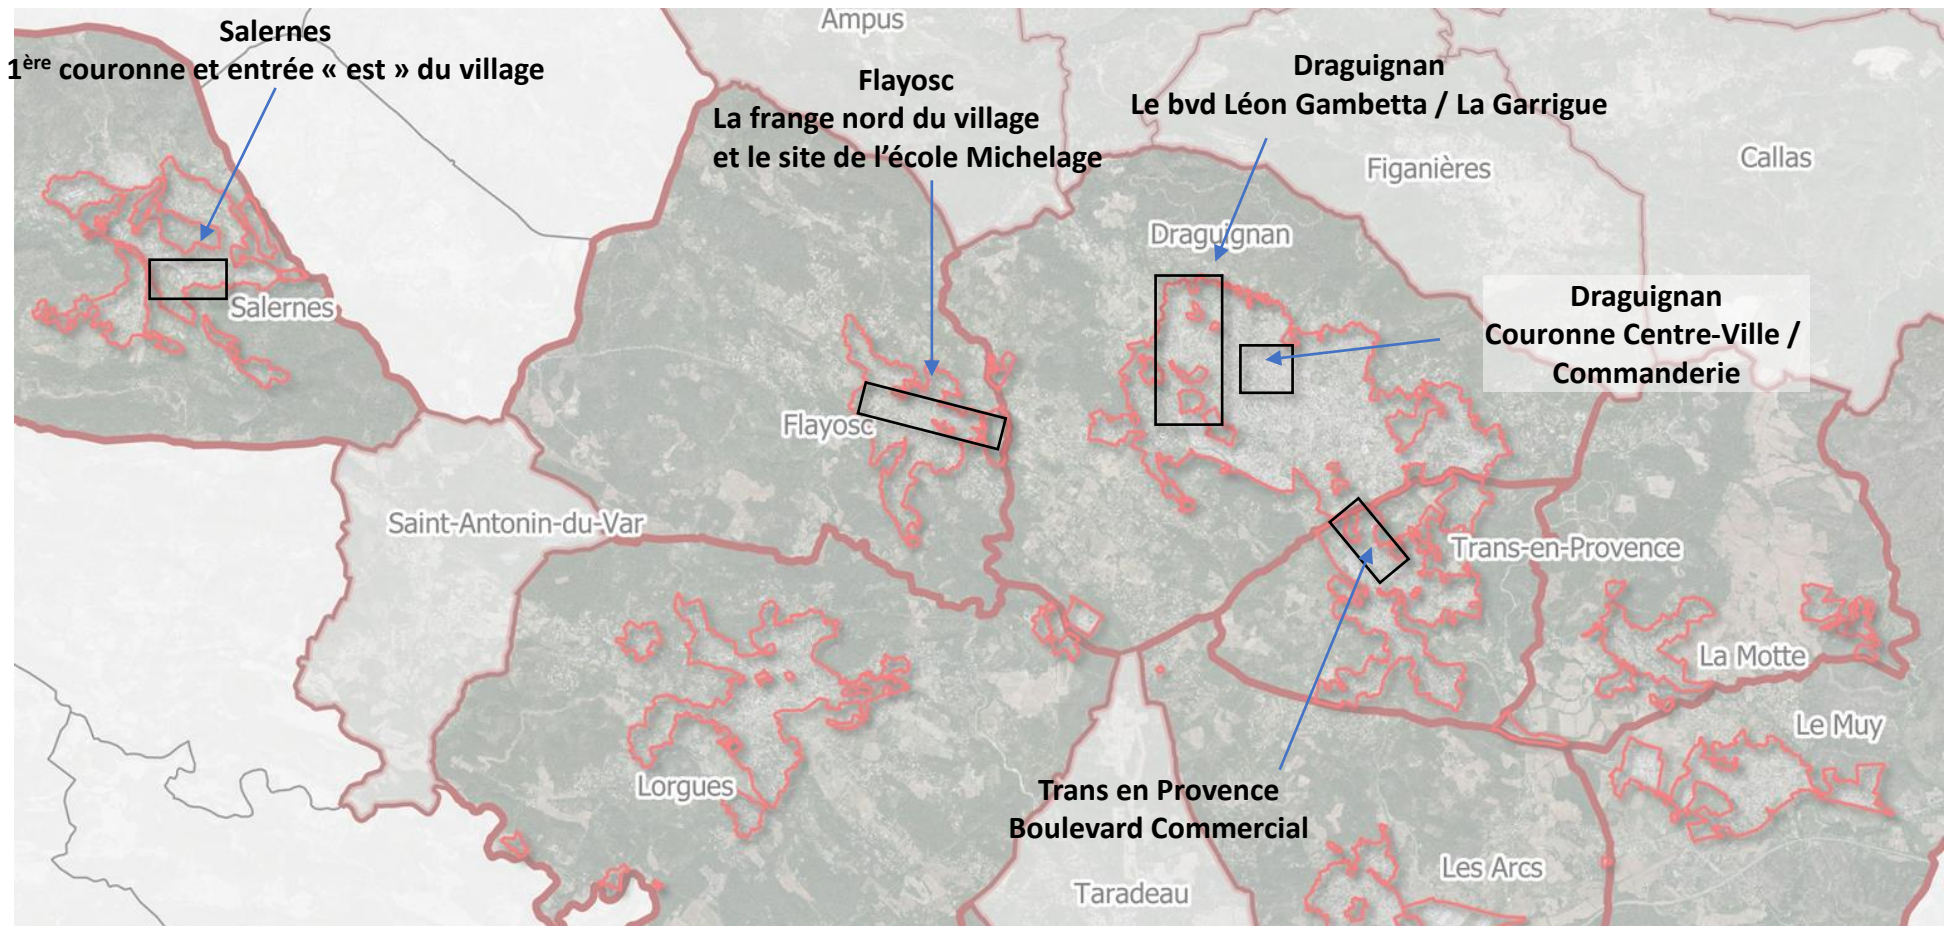 Ampus
Salernes
1ère couronne et entrée « est » du village
Flayosc
La frange nord du village
et le site de l’école Michelage
Draguignan
Le bvd Léon Gambetta / La Garrigue
Figanières
Callas
Draguignan
Draguignan
Couronne Centre-Ville /
Commanderie
Salernes
Flayosc
Saint-Antonin-du-Var
Trans-en-Provence
La Motte
Le Muy
Lorgues
Trans en Provence
Boulevard Commercial
Les Arcs
Taradeau